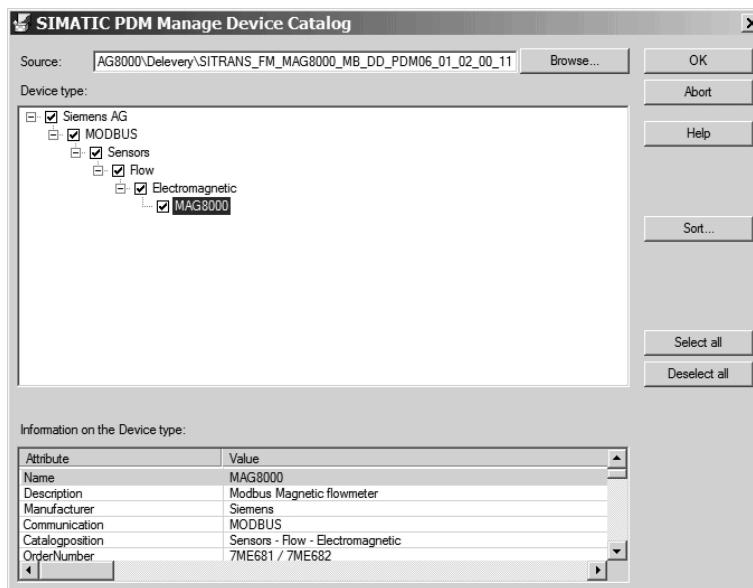 SIMATIC PDM Manage Device Catalog
Source: AG8000\Delevery\SITRANS_FM_MAG8000_MB_DD_PDM06_01_02_00_11 Browse... OK
Device type: Abort
Siemens AG
MODBUS Help
Sensors
Flow
Electromagnetic
MAG8000
Sort...
Select all
Deselect all
Information on the Device type:
Attribute Value
Name MAG8000
Description Modbus Magnetic flowmeter
Manufacturer Siemens
Communication MODBUS
Catalogposition Sensors - Flow - Electromagnetic
OrderNumber 7ME681 / 7ME682